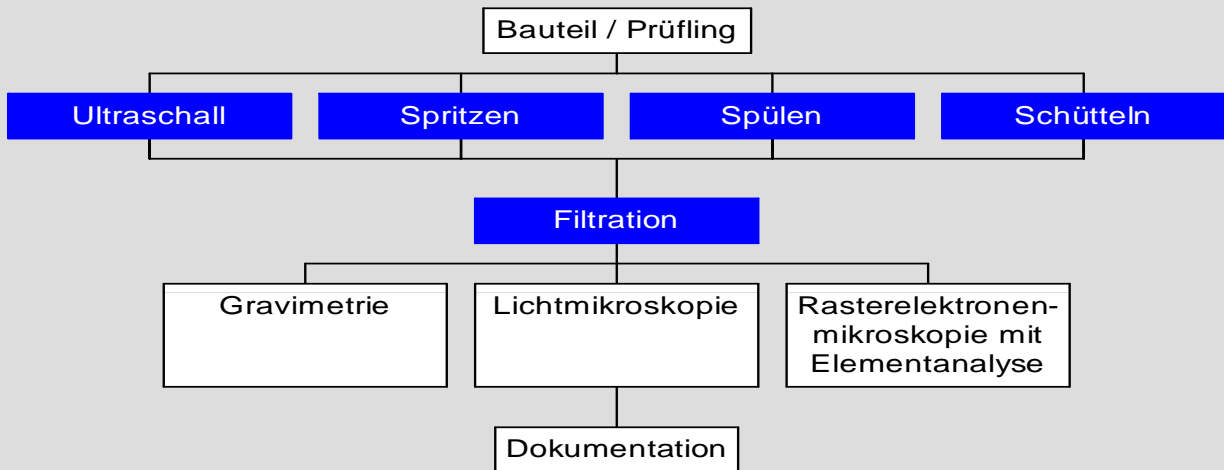 Bauteil / Prüfling
Ultraschall
Spritzen
Spülen
Schütteln
Filtration
Gravimetrie
Lichtmikroskopie
Rasterelektronen-
mikroskopie mit
Elementanalyse
Dokumentation